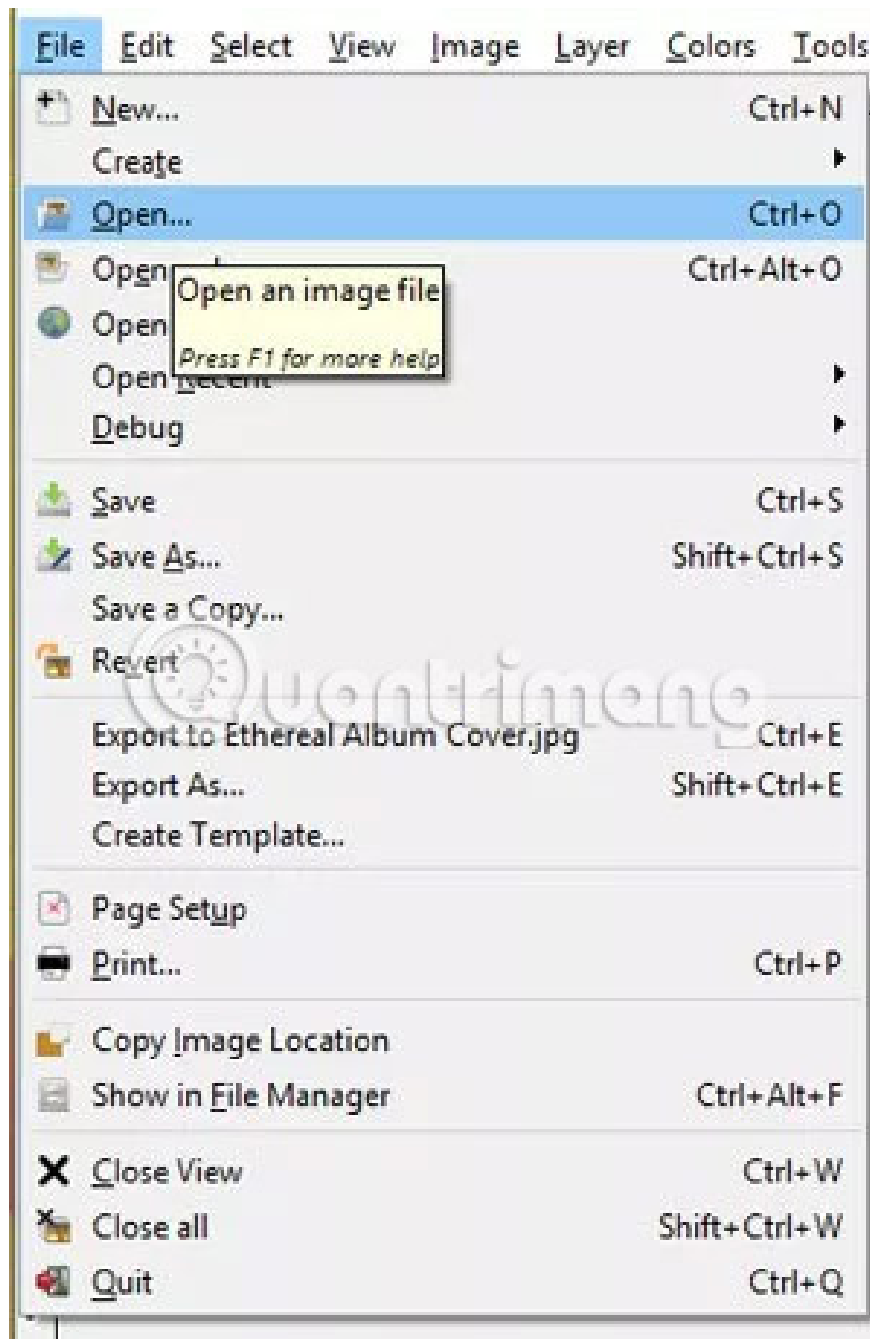 File Edit Select View Image Layer Colors Tools
New... Ctrl+N
Create
Open... Ctrl+O
Open Ctrl+Alt+O
Open an image file
Open
Press F1 for more help
Open Recent
Debug
Save Ctrl+S
Save As... Shift+Ctrl+S
Save a Copy...
Revert
Quantrimang
Export to Ethereal Album Cover.jpg Ctrl+E
Export As... Shift+Ctrl+E
Create Template...
Page Setup
Print... Ctrl+P
Copy Image Location
Show in File Manager Ctrl+Alt+F
Close View Ctrl+W
Close all Shift+Ctrl+W
Quit Ctrl+Q